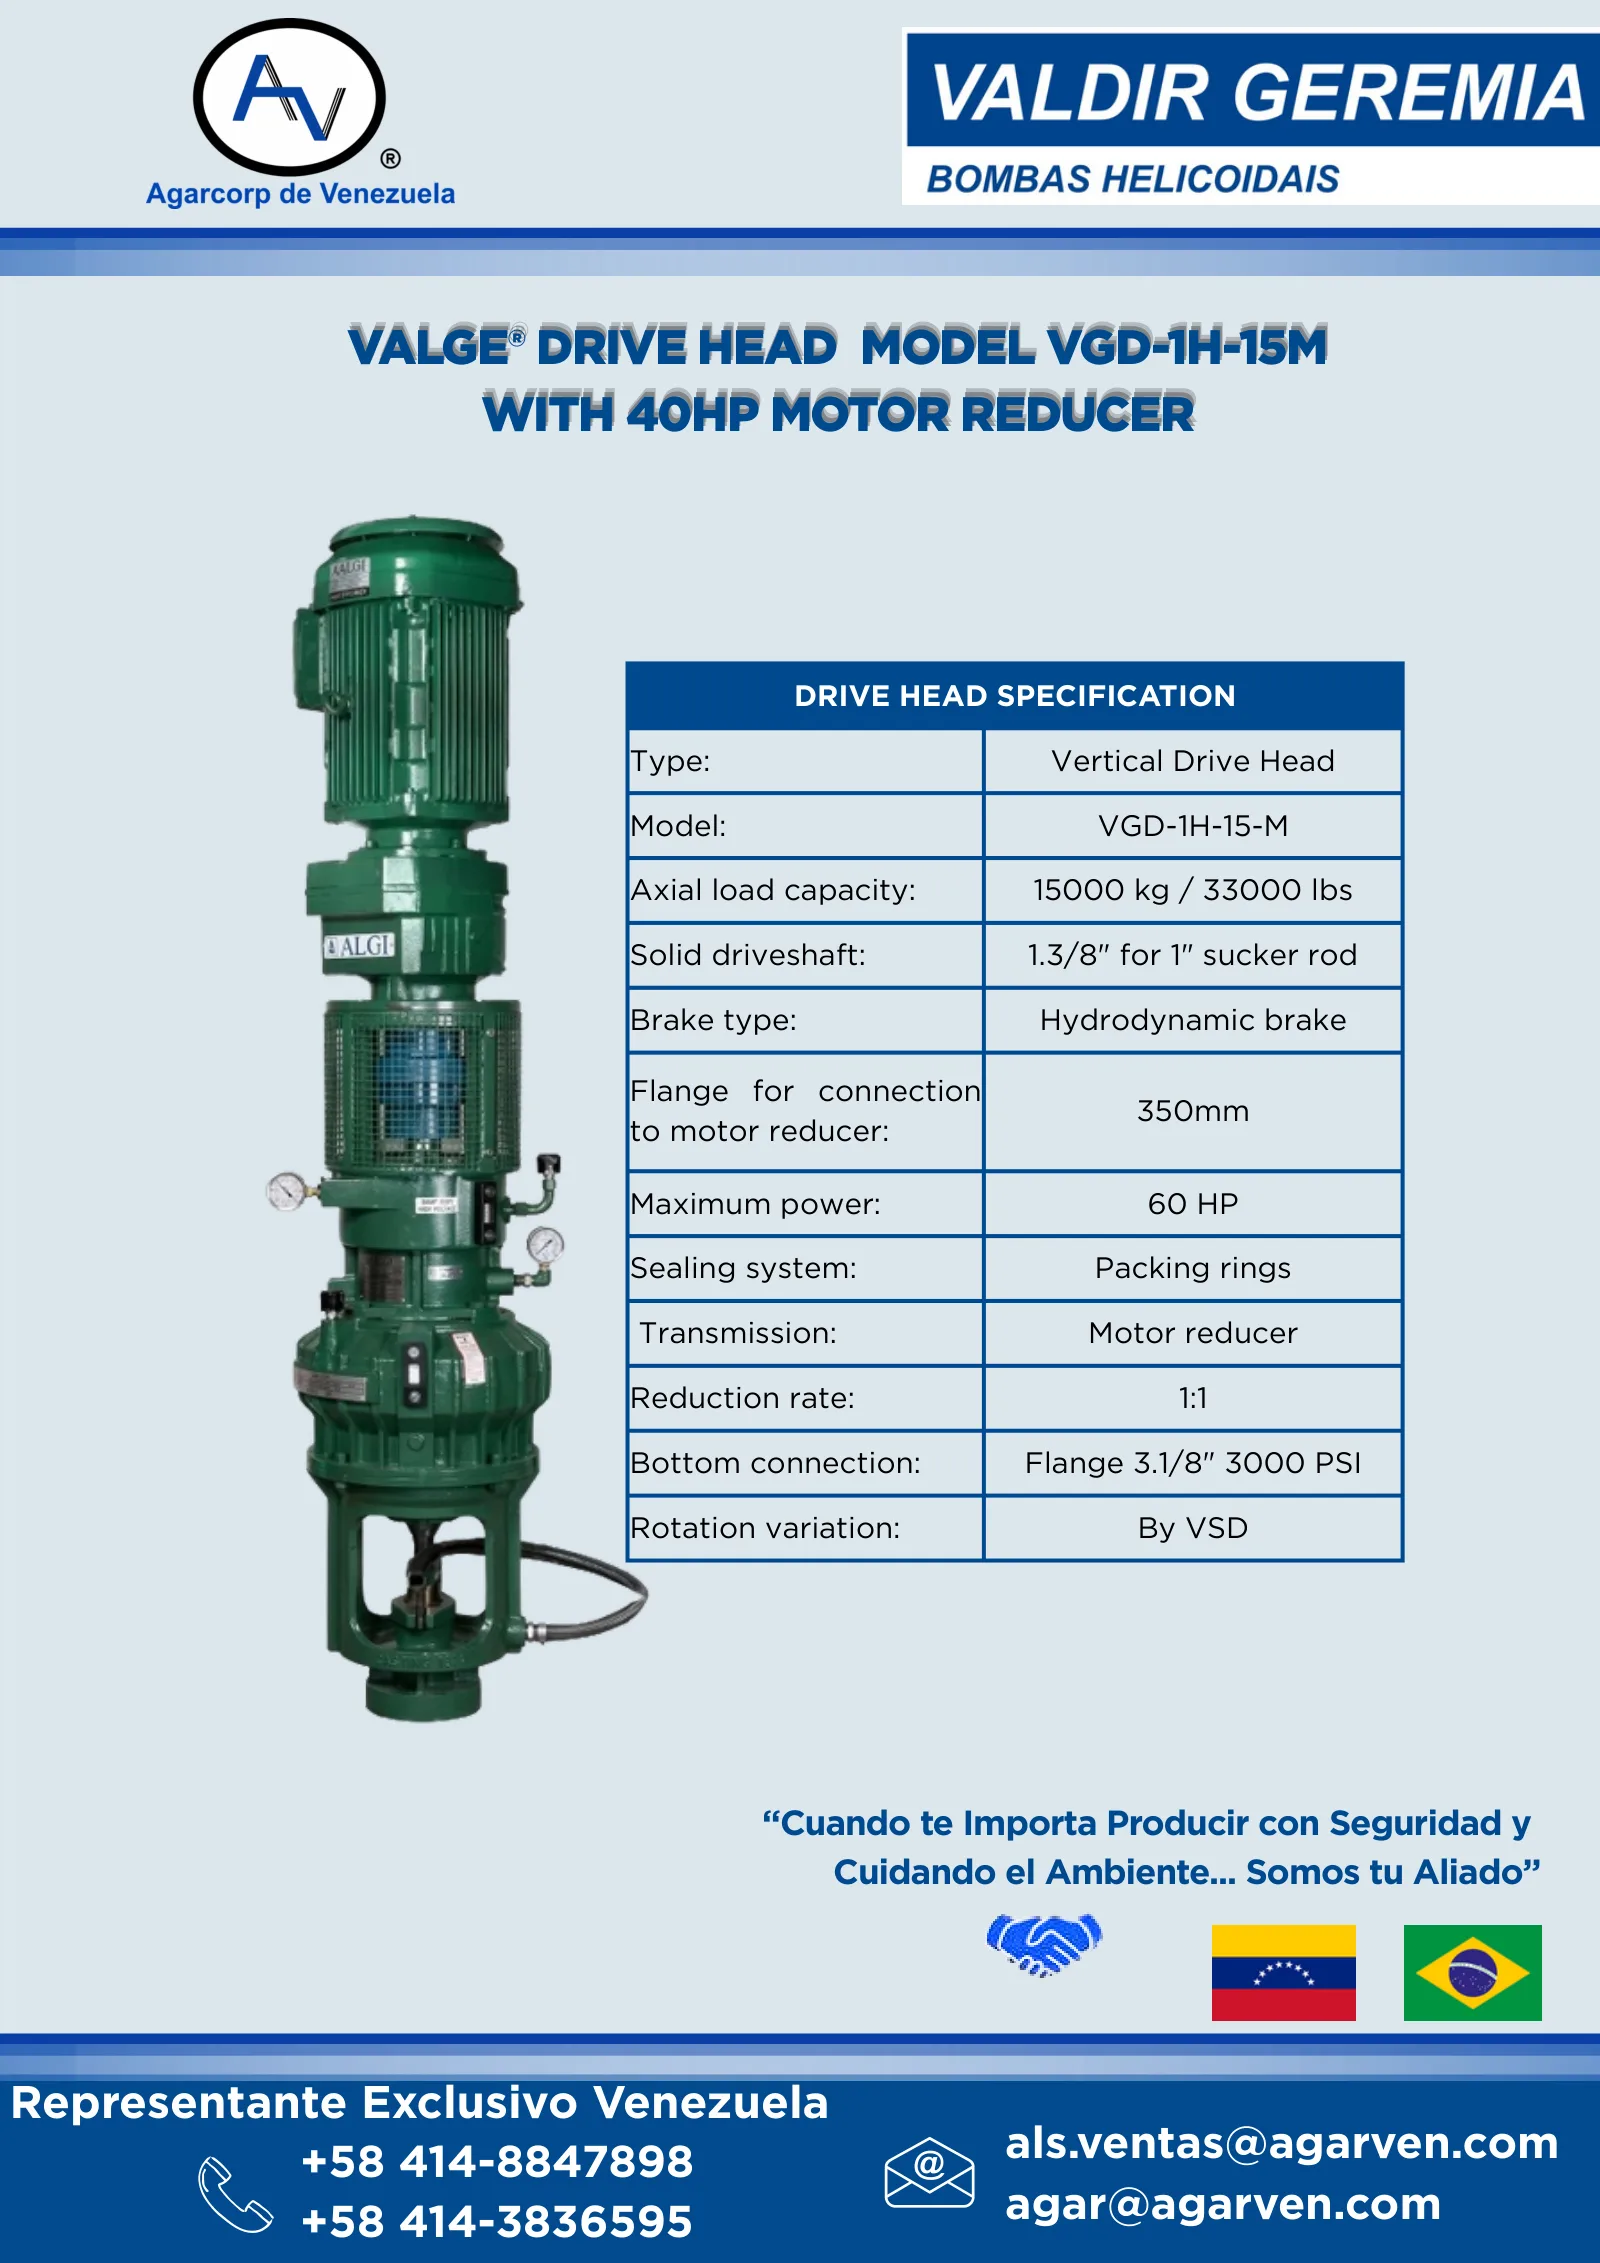 AV
®
Agarcorp de Venezuela
VALDIR GEREMIA
BOMBAS HELICOIDAIS
VALGE® DRIVE HEAD MODEL VGD-1H-15M
WITH 40HP MOTOR REDUCER
ALGI
DRIVE HEAD SPECIFICATION
Type: Vertical Drive Head
Model: VGD-1H-15-M
Axial load capacity: 15000 kg / 33000 lbs
Solid driveshaft: 1.3/8" for 1" sucker rod
Brake type: Hydrodynamic brake
Flange for connection
to motor reducer: 350mm
Maximum power: 60 HP
Sealing system: Packing rings
Transmission: Motor reducer
Reduction rate: 1:1
Bottom connection: Flange 3.1/8" 3000 PSI
Rotation variation: By VSD
“Cuando te Importa Producir con Seguridad y
Cuidando el Ambiente... Somos tu Aliado”
Representante Exclusivo Venezuela
+58 414-8847898
+58 414-3836595
@
als.ventas@agarven.com
agar@agarven.com